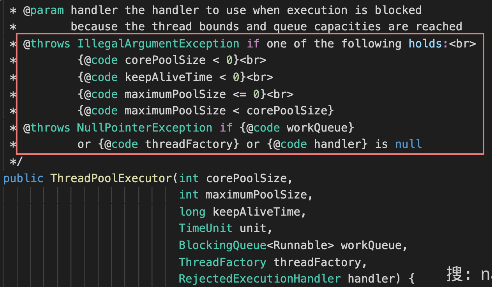 * @param handler the handler to use when execution is blocked
*        because the thread bounds and queue capacities are reached
* @throws IllegalArgumentException if one of the following holds:<br>
*         {@code corePoolSize < 0}<br>
*         {@code keepAliveTime < 0}<br>
*         {@code maximumPoolSize <= 0}<br>
*         {@code maximumPoolSize < corePoolSize}
* @throws NullPointerException if {@code workQueue}
*         or {@code threadFactory} or {@code handler} is null
*/
public ThreadPoolExecutor(int corePoolSize,
                          int maximumPoolSize,
                          long keepAliveTime,
                          TimeUnit unit,
                          BlockingQueue<Runnable> workQueue,
                          ThreadFactory threadFactory,
                          RejectedExecutionHandler handler) {
搜: